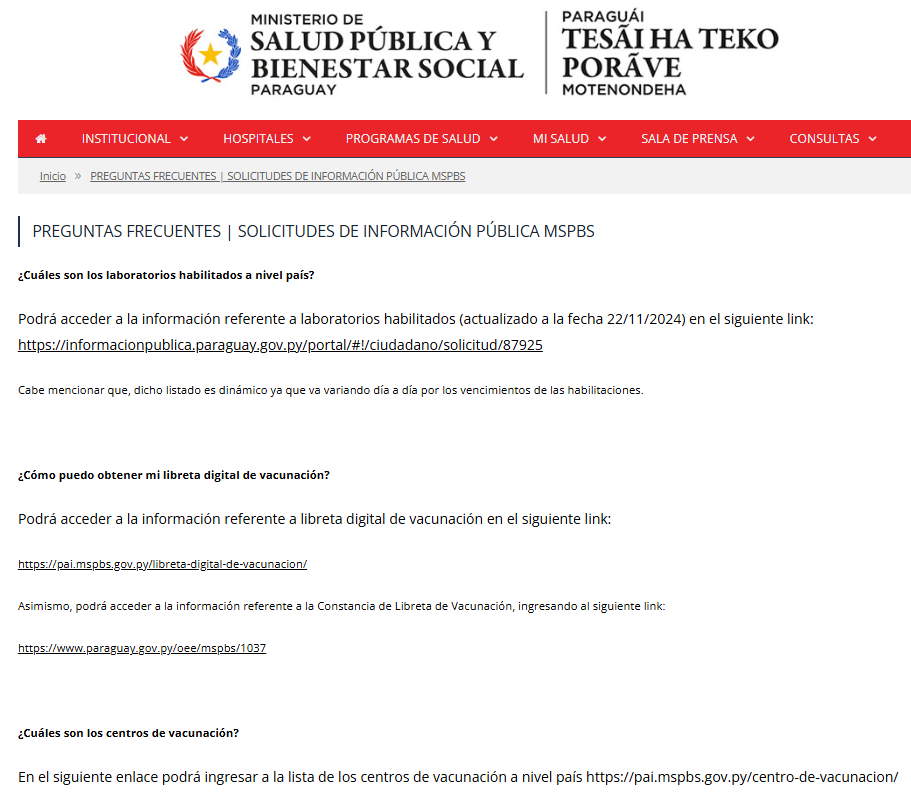 MINISTERIO DE
SALUD PÚBLICA Y
BIENESTAR SOCIAL
PARAGUAY
PARAGUÁI
TESÃI HA TEKO
PORÃVE
MOTENONDEHA
INSTITUCIONAL HOSPITALES PROGRAMAS DE SALUD MI SALUD SALA DE PRENSA CONSULTAS
Inicio » PREGUNTAS FRECUENTES | SOLICITUDES DE INFORMACIÓN PÚBLICA MSPBS
PREGUNTAS FRECUENTES | SOLICITUDES DE INFORMACIÓN PÚBLICA MSPBS
¿Cuáles son los laboratorios habilitados a nivel país?
Podrá acceder a la información referente a laboratorios habilitados (actualizado a la fecha 22/11/2024) en el siguiente link:
https://informacionpublica.paraguay.gov.py/portal/#!/ciudadano/solicitud/87925
Cabe mencionar que, dicho listado es dinámico ya que va variando día a día por los vencimientos de las habilitaciones.
¿Cómo puedo obtener mi libreta digital de vacunación?
Podrá acceder a la información referente a libreta digital de vacunación en el siguiente link:
https://pai.mspbs.gov.py/libreta-digital-de-vacunacion/
Asimismo, podrá acceder a la información referente a la Constancia de Libreta de Vacunación, ingresando al siguiente link:
https://www.paraguay.gov.py/oee/mspbs/1037
¿Cuáles son los centros de vacunación?
En el siguiente enlace podrá ingresar a la lista de los centros de vacunación a nivel país https://pai.mspbs.gov.py/centro-de-vacunacion/